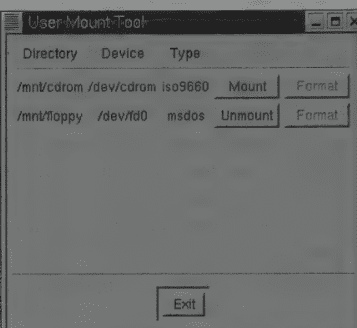 User Mount Tool
Directory Device Type
/mnt/cdrom /dev/cdrom iso9660 Mount Format
/mnt/floppy /dev/fd0 msdos Unmount Format
Exit